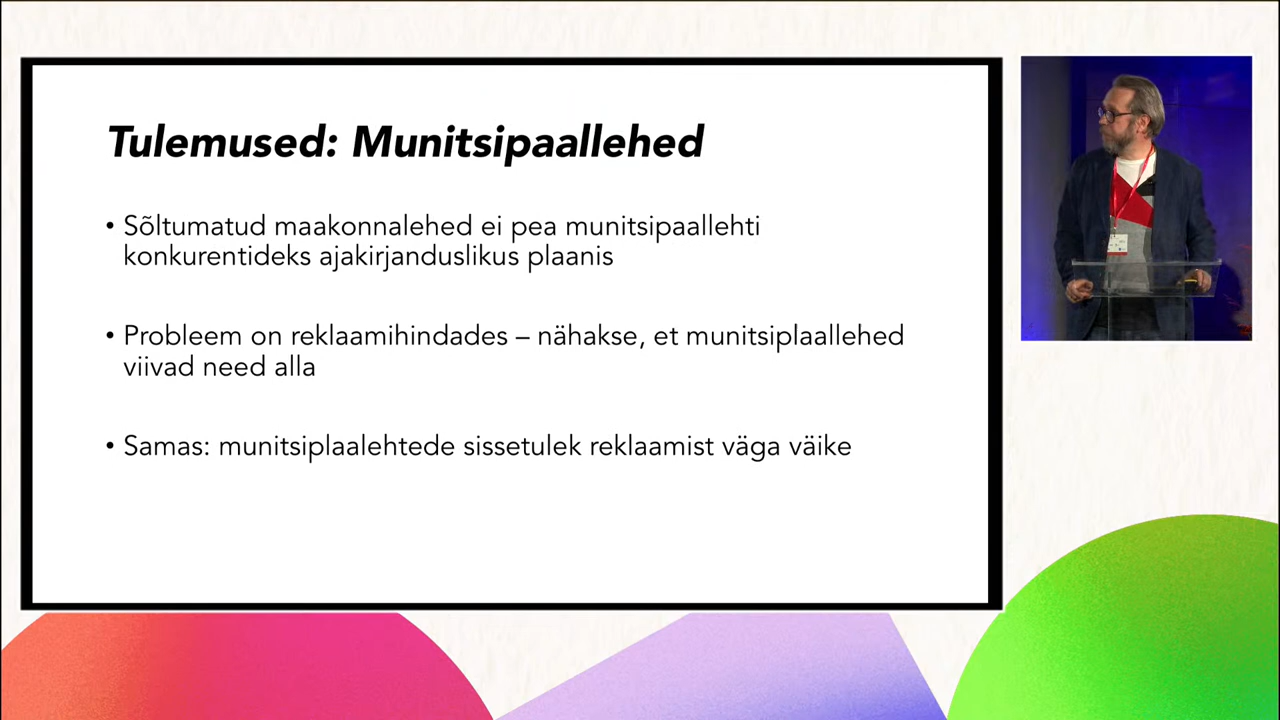 Tulemused: Munitsipaallehed
• Sõltumatud maakonnalehed ei pea munitsipaallehti
konkurentideks ajakirjanduslikus plaanis
• Probleem on reklaamihindades – nähakse, et munitsiplaallehed
viivad need alla
• Samas: munitsiplaalehtede sissetulek reklaamist väga väike